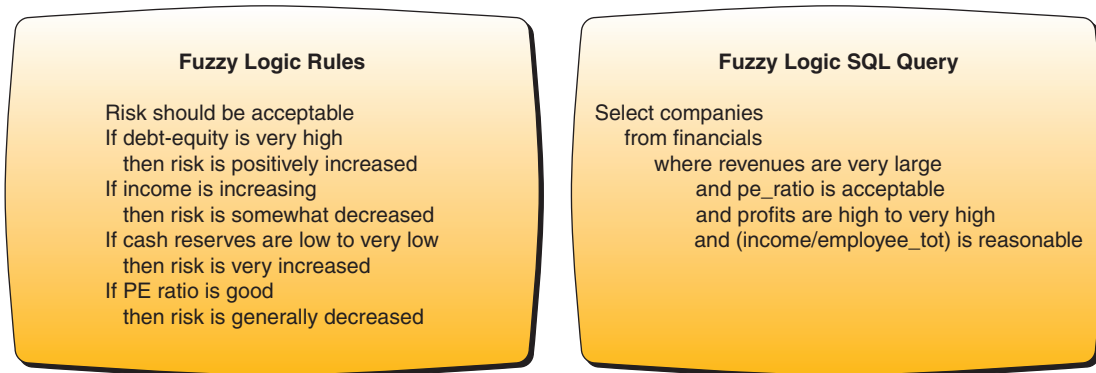 Fuzzy Logic Rules
Risk should be acceptable
If debt-equity is very high
then risk is positively increased
If income is increasing
then risk is somewhat decreased
If cash reserves are low to very low
then risk is very increased
If PE ratio is good
then risk is generally decreased
Fuzzy Logic SQL Query
Select companies
from financials
where revenues are very large
and pe_ratio is acceptable
and profits are high to very high
and (income/employee_tot) is reasonable